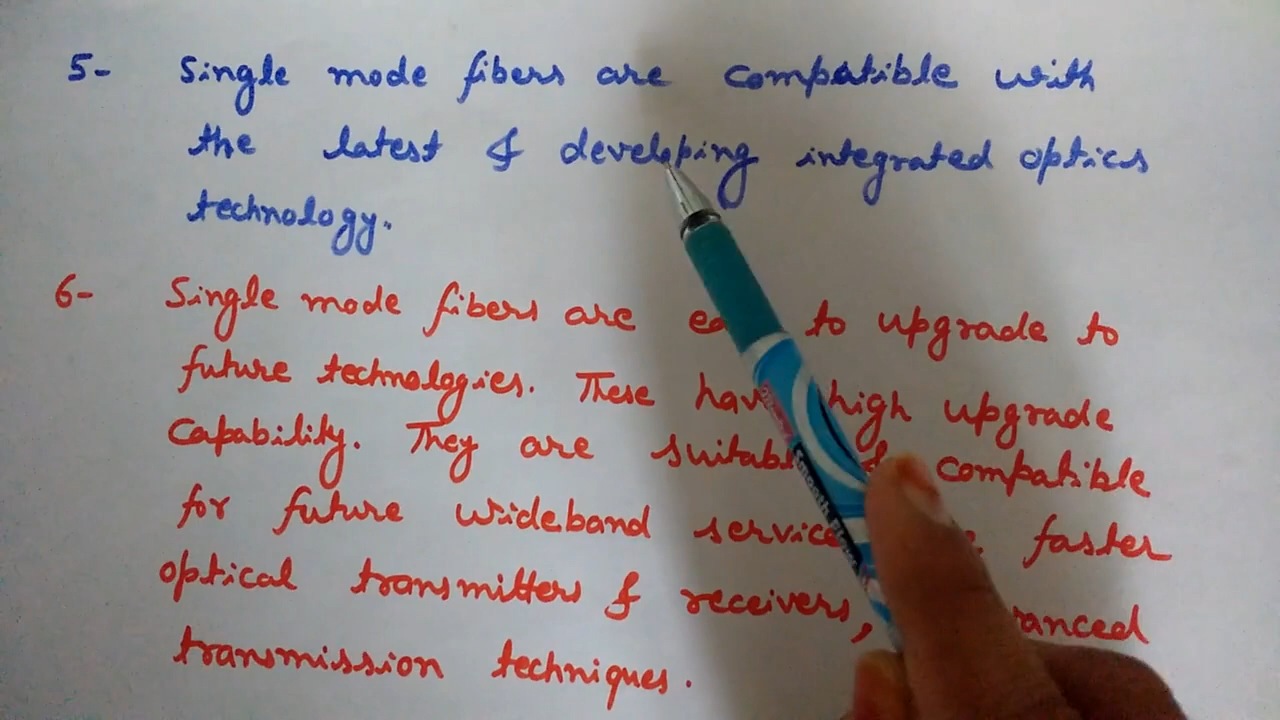 5- Single mode fibers are compatible with
the latest & developing integrated optics
technology.
6- Single mode fibers are to upgrade to
future technologies. These high upgrade
capability. They are compatible
for future wideband faster
optical transmitters & receivers,
transmission techniques.
Smooth